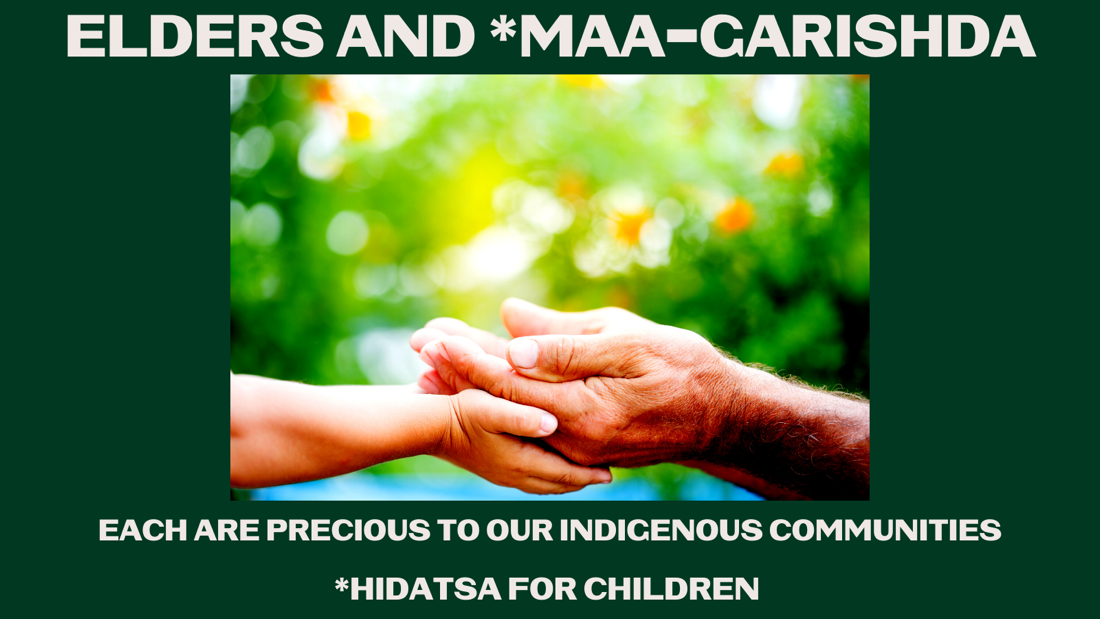 ELDERS AND *MAA-GARISHDA
EACH ARE PRECIOUS TO OUR INDIGENOUS COMMUNITIES
*HIDATSA FOR CHILDREN